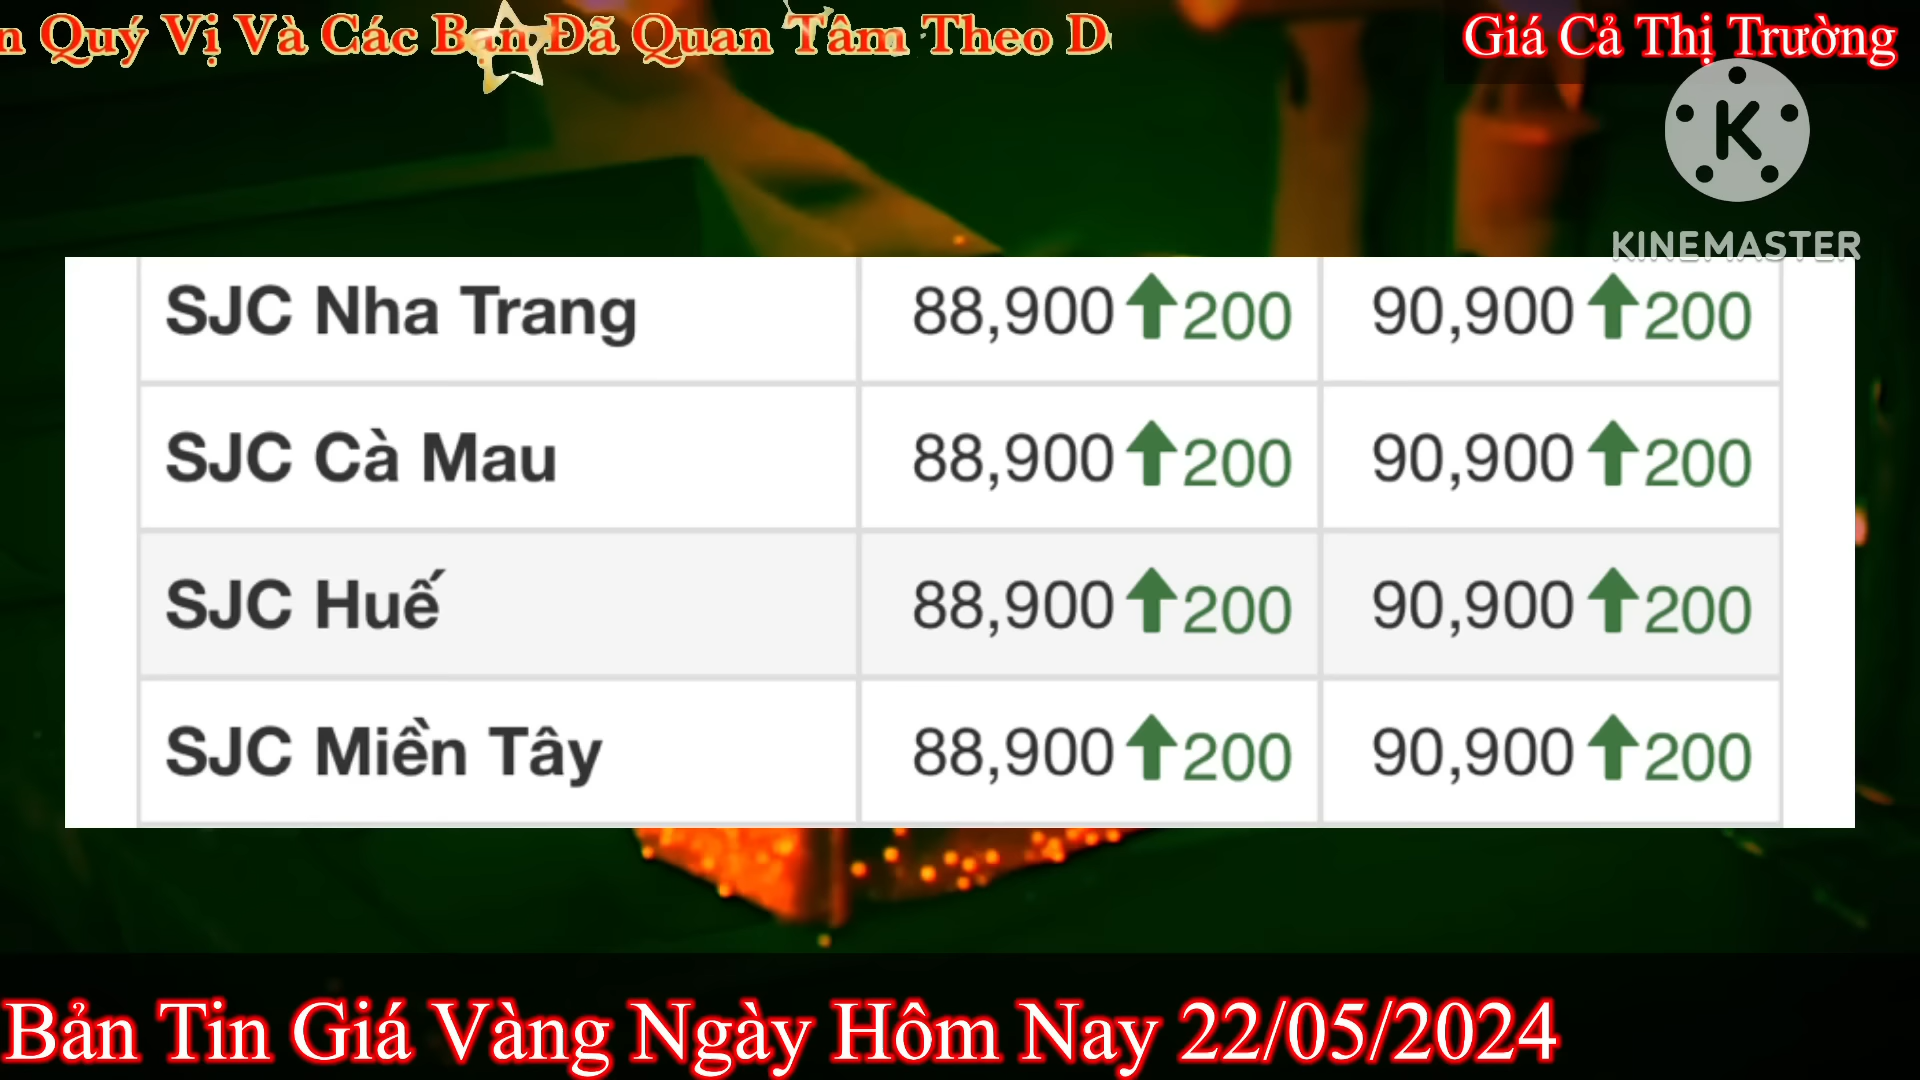 n Quý Vị Và Các Bạn Đã Quan Tâm Theo D
Giá Cả Thị Trường
K
KINEMASTER
SJC Nha Trang 88,900 200 90,900 200
SJC Cà Mau 88,900 200 90,900 200
SJC Huế 88,900 200 90,900 200
SJC Miền Tây 88,900 200 90,900 200
Bản Tin Giá Vàng Ngày Hôm Nay 22/05/2024